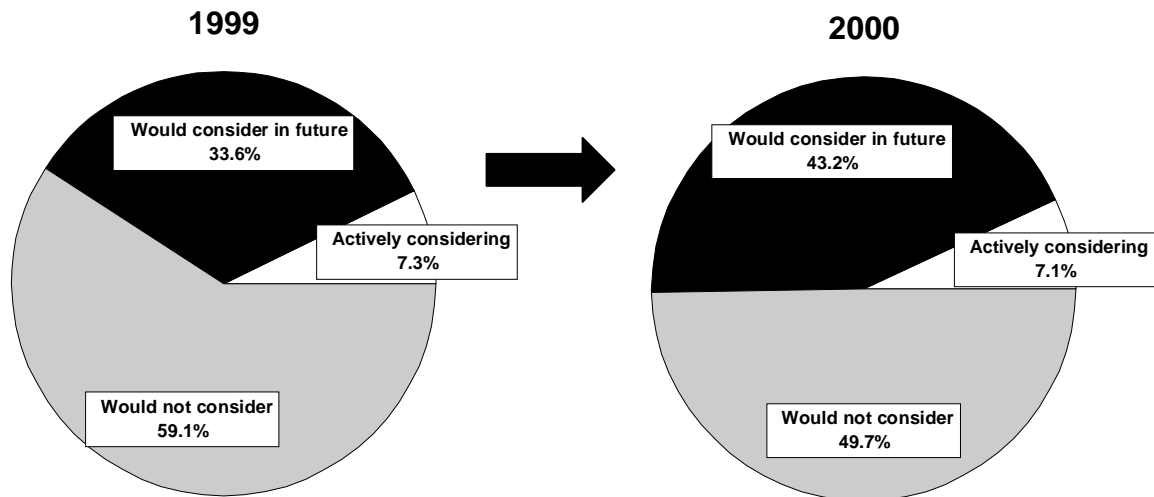 1999
Would consider in future
33.6%
Actively considering
7.3%
Would not consider
59.1%
2000
Would consider in future
43.2%
Actively considering
7.1%
Would not consider
49.7%